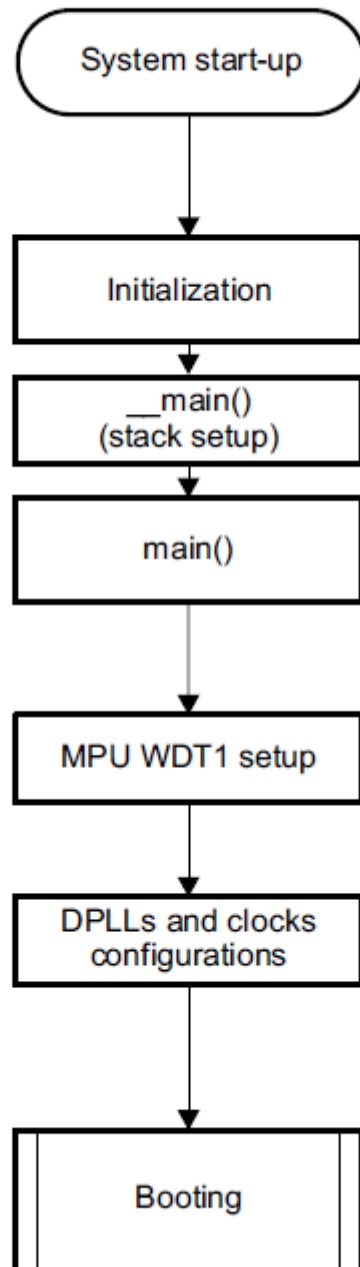 System start-up
Initialization
__main()
(stack setup)
main()
MPU WDT1 setup
DPLLs and clocks
configurations
Booting